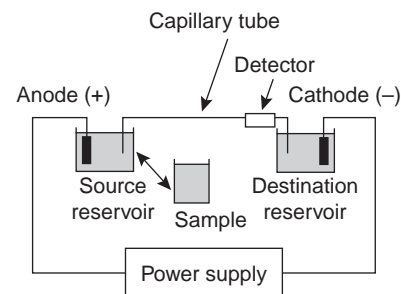 Capillary tube
Detector
Anode (+)
Cathode (–)
Source
reservoir
Sample
Destination
reservoir
Power supply